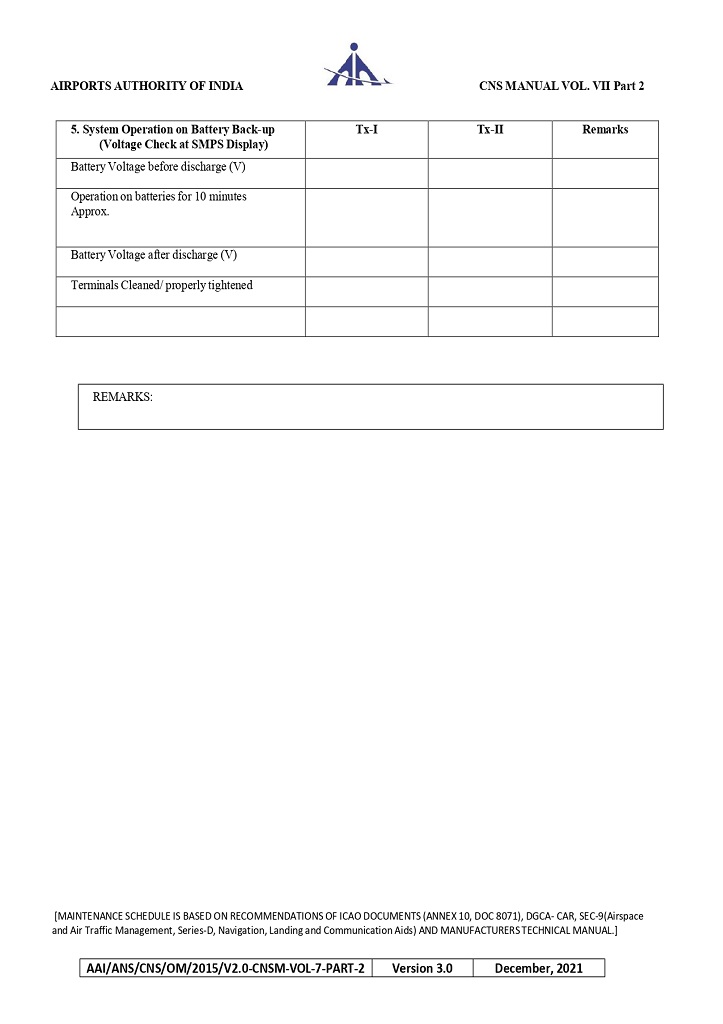 AIRPORTS AUTHORITY OF INDIA
CNS MANUAL VOL. VII Part 2
5. System Operation on Battery Back-up Tx-I Tx-II Remarks
(Voltage Check at SMPS Display)
Battery Voltage before discharge (V)
Operation on batteries for 10 minutes
Approx.
Battery Voltage after discharge (V)
Terminals Cleaned/ properly tightened
REMARKS:
[MAINTENANCE SCHEDULE IS BASED ON RECOMMENDATIONS OF ICAO DOCUMENTS (ANNEX 10, DOC 8071), DGCA- CAR, SEC-9(Airspace
and Air Traffic Management, Series-D, Navigation, Landing and Communication Aids) AND MANUFACTURERS TECHNICAL MANUAL.]
AAI/ANS/CNS/OM/2015/V2.0-CNSM-VOL-7-PART-2 Version 3.0 December, 2021